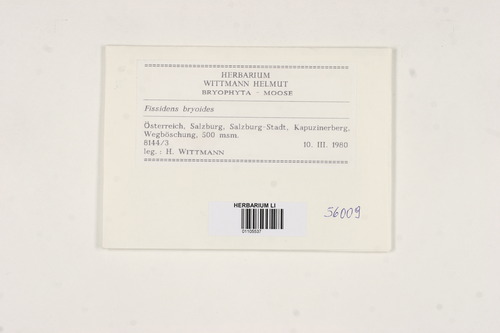 HERBARIUM
WITTMANN HELMUT
BRYOPHYTA - MOOSE
Fissidens bryoides
Österreich, Salzburg, Salzburg-Stadt, Kapuzinerberg,
Wegböschung, 500 msm.
8144/3 10. III. 1980
leg.: H. WITTMANN
HERBARIUM LI
01105537
56009